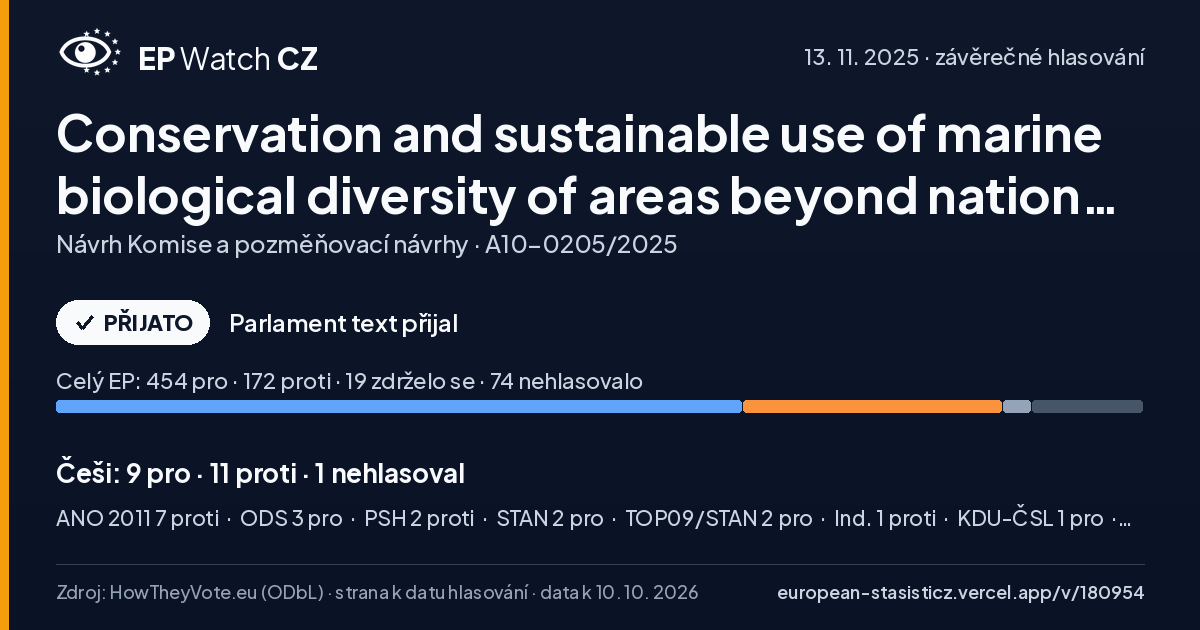 EP Watch CZ
13. 11. 2025 · závěrečné hlasování
Conservation and sustainable use of marine
biological diversity of areas beyond nation…
Návrh Komise a pozměňovací návrhy · A10-0205/2025
✓ PŘIJATO
Parlament text přijal
Celý EP: 454 pro · 172 proti · 19 zdrželo se · 74 nehlasovalo
Češi: 9 pro · 11 proti · 1 nehlasoval
ANO 2011 7 proti · ODS 3 pro · PSH 2 proti · STAN 2 pro · TOP09/STAN 2 pro · Ind. 1 proti · KDU-ČSL 1 pro ·…
Zdroj: HowTheyVote.eu (ODbL) · strana k datu hlasování · data k 10. 10. 2026
european-stasisticz.vercel.app/v/180954